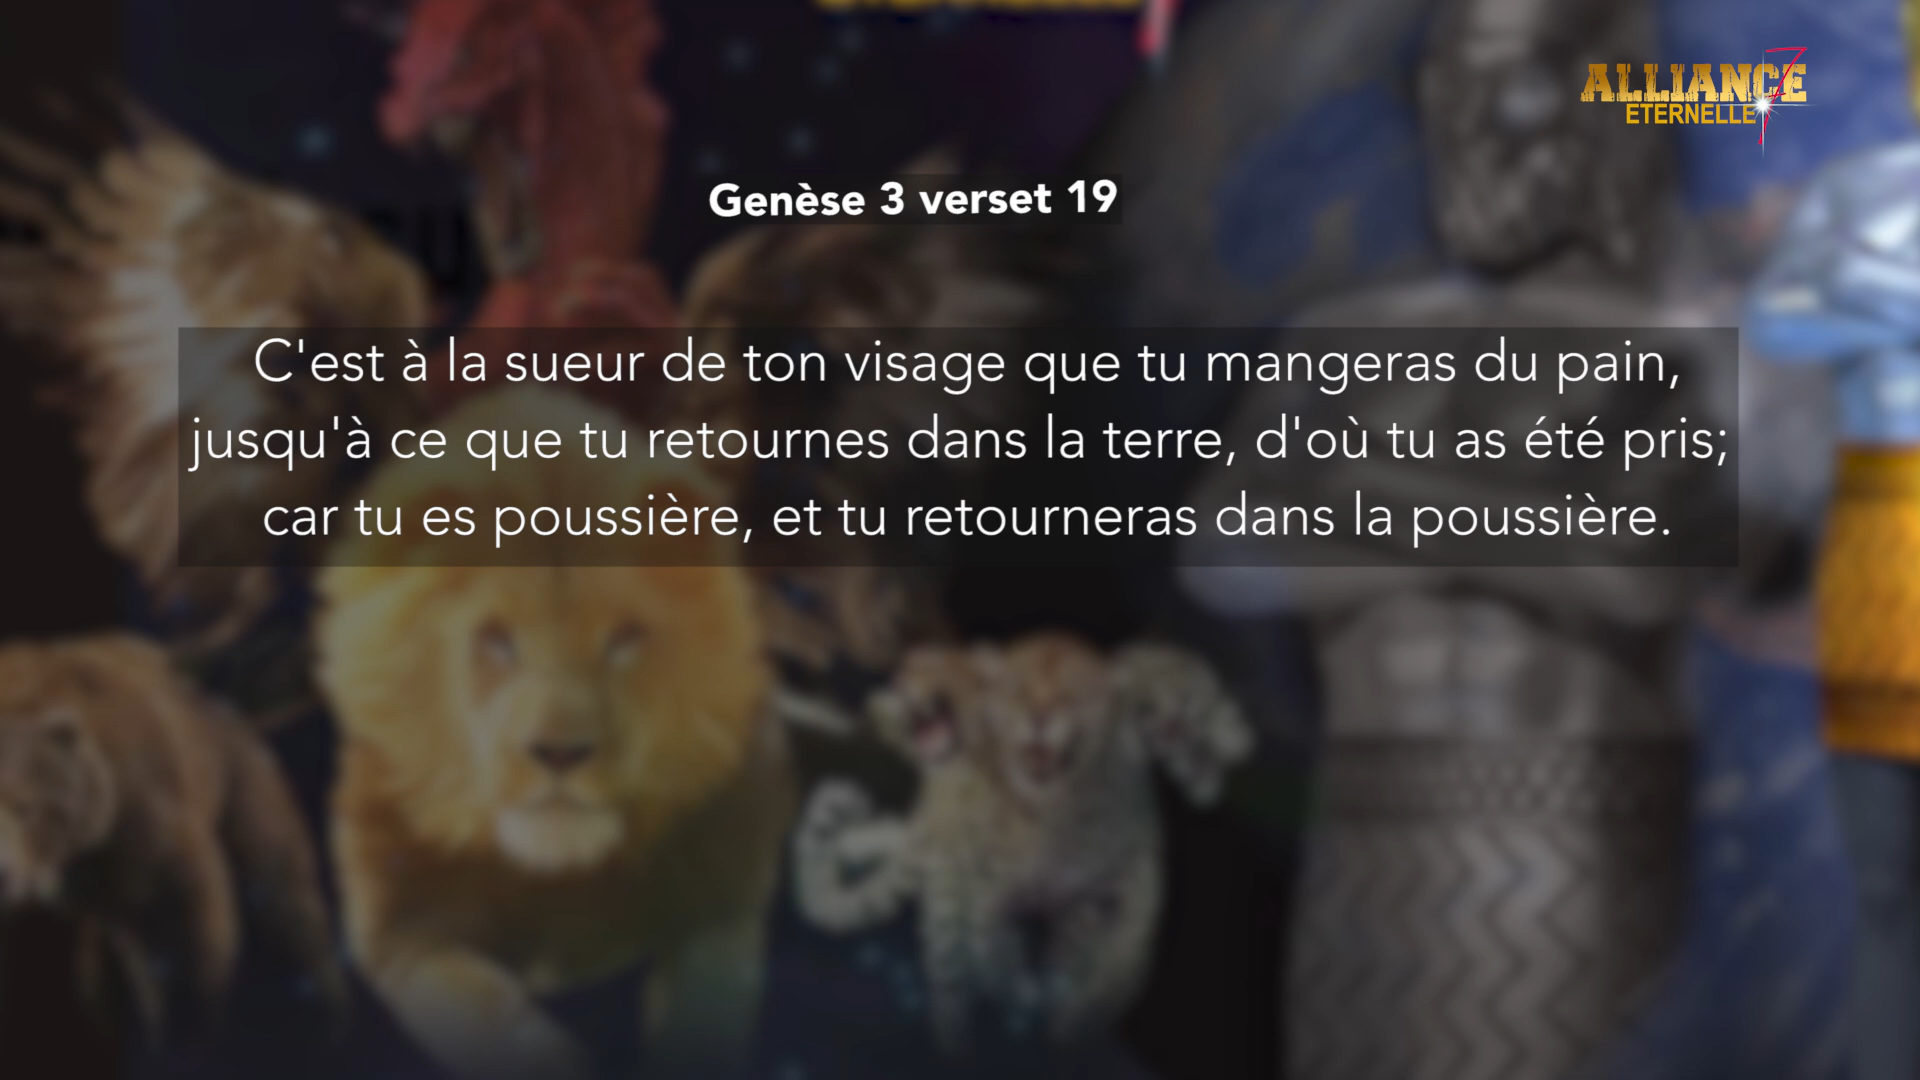 ALLIANCE
ETERNELLE 7
Genèse 3 verset 19
C'est à la sueur de ton visage que tu mangeras du pain,
jusqu'à ce que tu retournes dans la terre, d'où tu as été pris;
car tu es poussière, et tu retourneras dans la poussière.